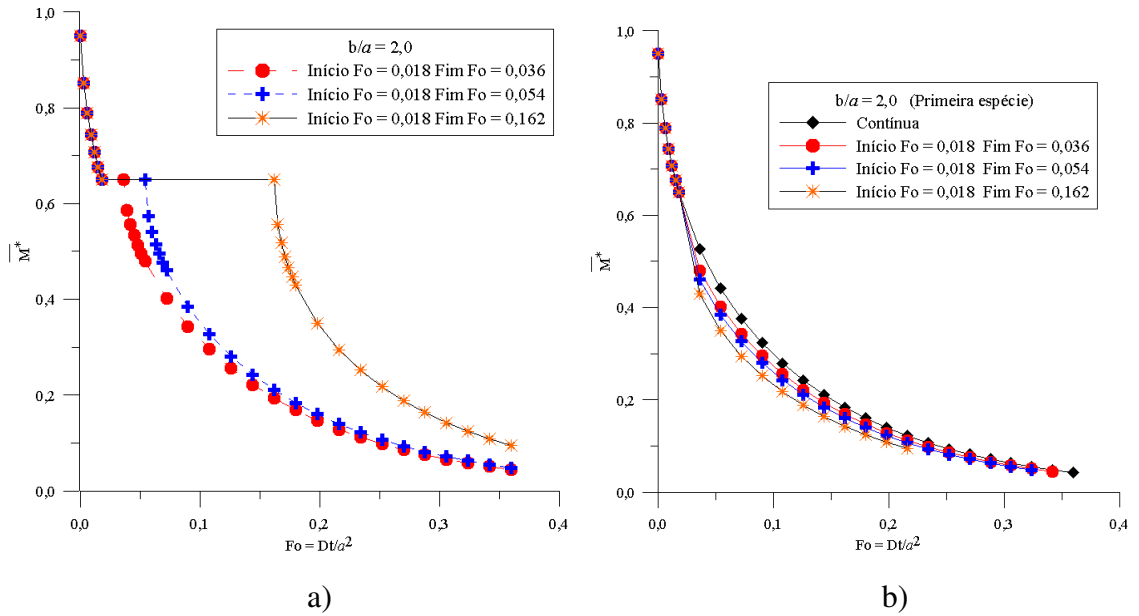 a)
1,0
0,8
0,6
0,4
0,2
0,0
M*
b/a = 2,0
Início Fo = 0,018 Fim Fo = 0,036
Início Fo = 0,018 Fim Fo = 0,054
Início Fo = 0,018 Fim Fo = 0,162
0,0 0,1 0,2 0,3 0,4
Fo = Dt/a²
a)
b)
1,0
0,8
0,6
0,4
0,2
0,0
M*
b/a = 2,0 (Primeira espécie)
Contínua
Início Fo = 0,018 Fim Fo = 0,036
Início Fo = 0,018 Fim Fo = 0,054
Início Fo = 0,018 Fim Fo = 0,162
0,0 0,1 0,2 0,3 0,4
Fo = Dt/a²
b)